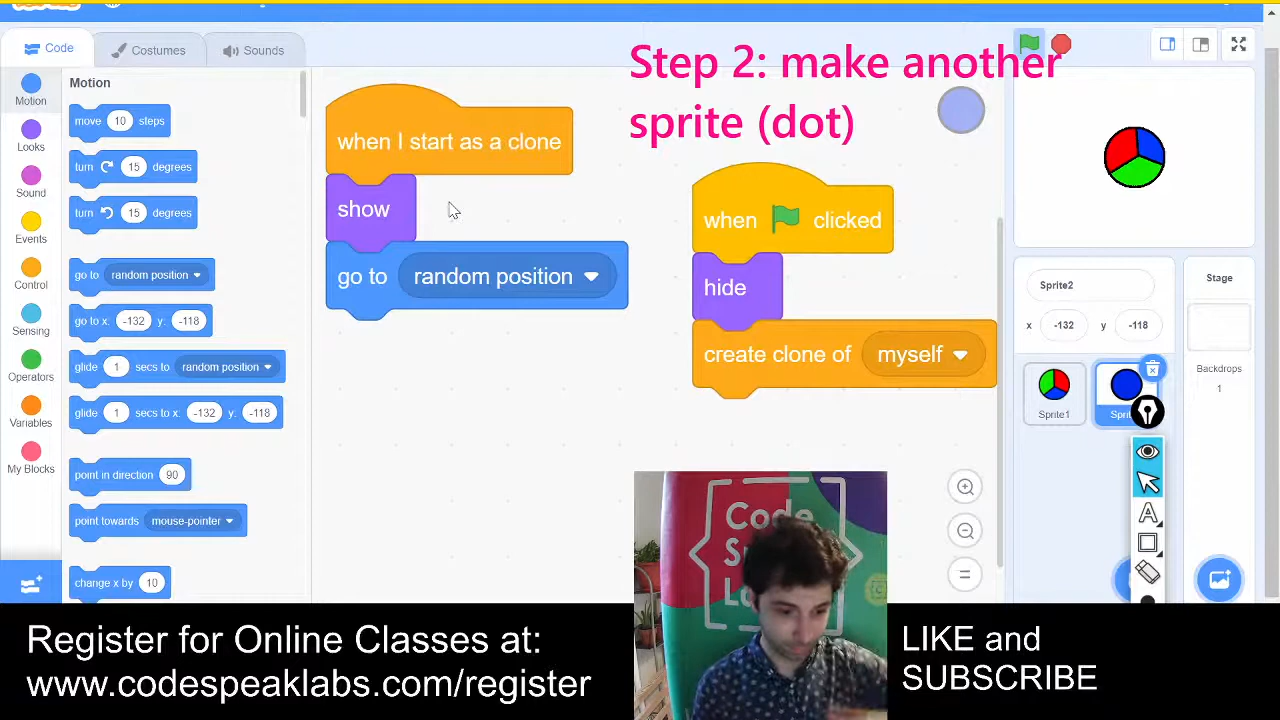 Code
Costumes
Sounds
Step 2: make another
sprite (dot)
Motion
Looks
Sound
Events
Control
Sensing
Operators
Variables
My Blocks
Motion
move 10 steps
turn 15 degrees
turn 15 degrees
go to random position
go to x: -132 y: -118
glide 1 secs to random position
glide 1 secs to x: -132 y: -118
point in direction 90
point towards mouse-pointer
change x by 10
when I start as a clone
show
go to random position
when clicked
hide
create clone of myself
Sprite2
x -132 y -118
Sprite1
Stage
Backdrops
1
A
Code
Register for Online Classes at:
www.codespeaklabs.com/register
LIKE and
SUBSCRIBE